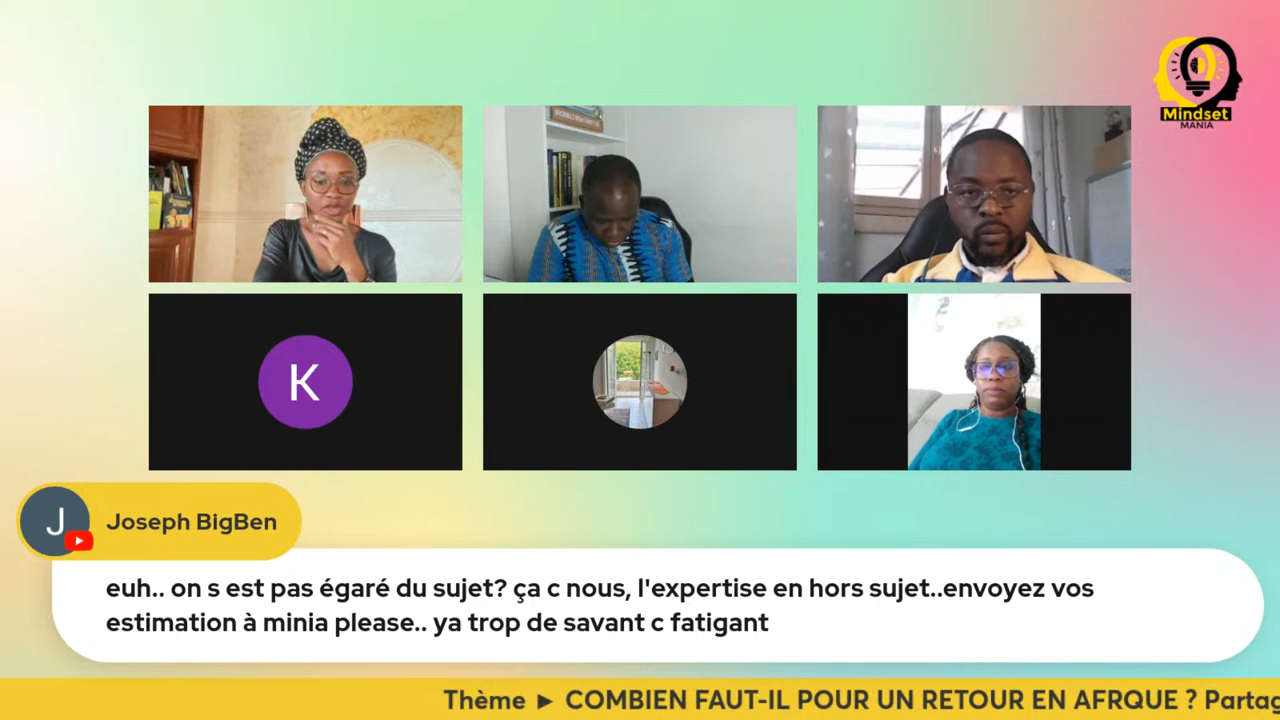 Mindset
MANIA
K
J
Joseph BigBen
euh.. on s est pas égaré du sujet? ça c nous, l'expertise en hors sujet..envoyez vos
estimation à minia please.. ya trop de savant c fatigant
Thème ► COMBIEN FAUT-IL POUR UN RETOUR EN AFRQUE ? Partag